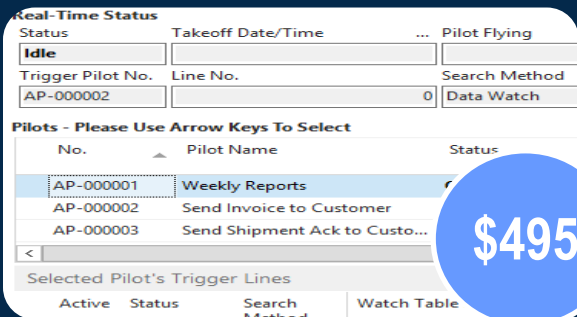 Real-Time Status
Status Takeoff Date/Time ... Pilot Flying
Idle
Trigger Pilot No. Line No. Search Method
AP-000002 0 Data Watch
Pilots - Please Use Arrow Keys To Select
No. Pilot Name Status
AP-000001 Weekly Reports
AP-000002 Send Invoice to Customer
AP-000003 Send Shipment Ack to Custo...
$495
<
Selected Pilot's Trigger Lines
Active Status Search Watch Table
Method